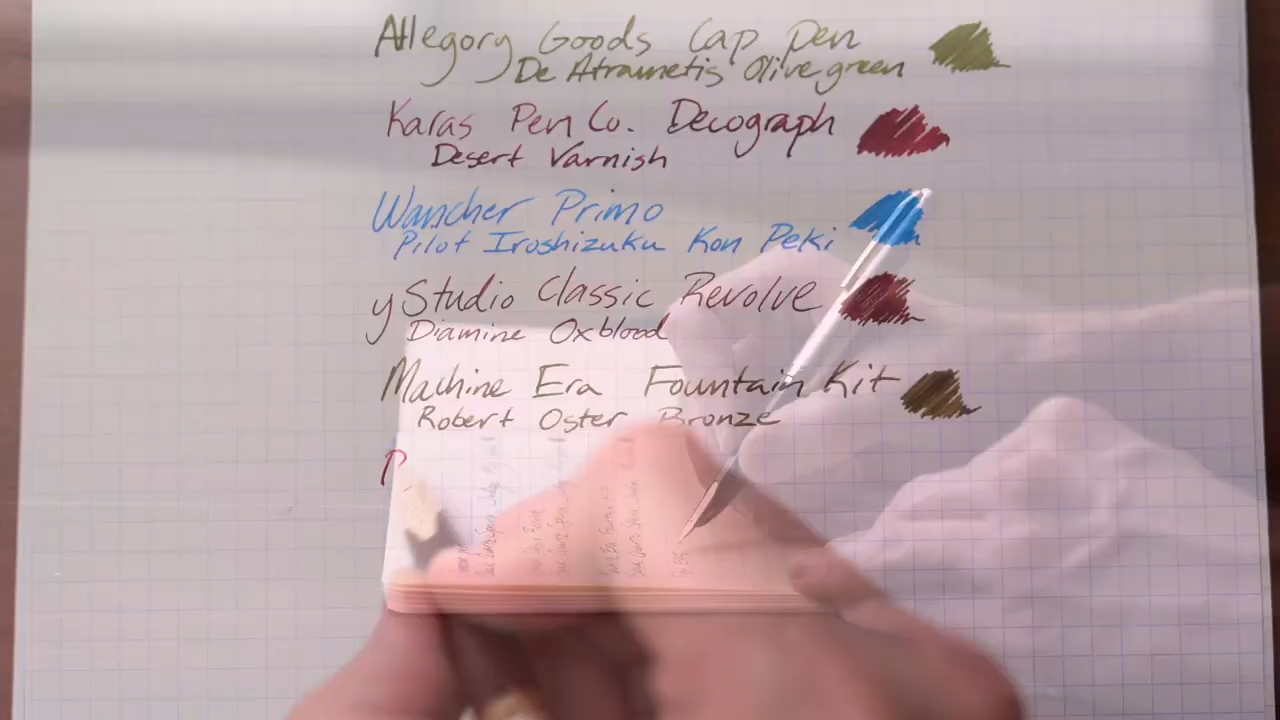 Allegory Goods Cap Pen
De Atramnetis Olive green
Karas Pen Co. Decograph
Desert Varnish
Wancher Primo
Pilot Iroshizuku Kon Peki
yStudio Classic Revolve
Diamine Oxblood
Machine Era Fountain Kit
Robert Oster Bronze